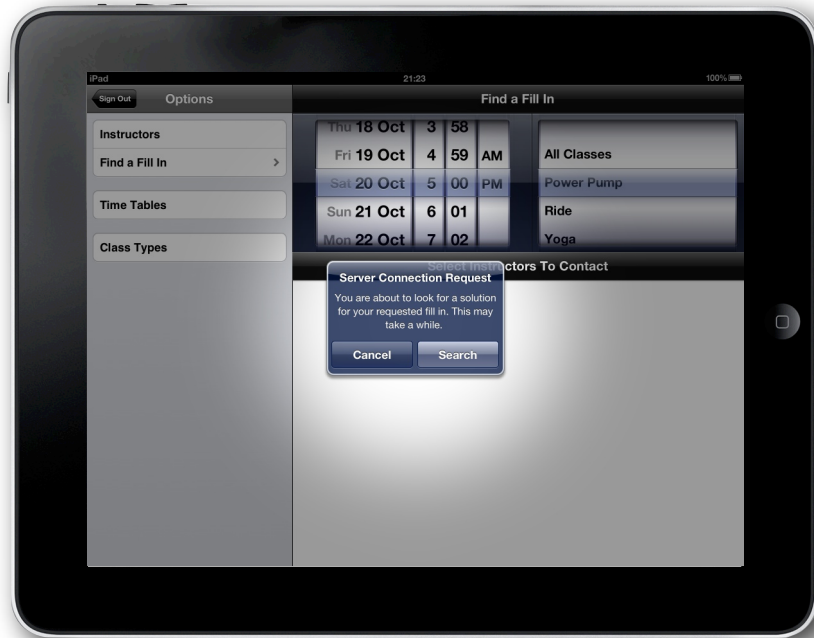 iPad 21:23 100%
Sign Out Options Find a Fill In
Instructors
Find a Fill In >
Time Tables
Class Types
Thu 18 Oct 3 58
Fri 19 Oct 4 59 AM
Sat 20 Oct 5 00 PM
Sun 21 Oct 6 01
Mon 22 Oct 7 02
All Classes
Power Pump
Ride
Yoga
Select Instructors To Contact
Server Connection Request
You are about to look for a solution
for your requested fill in. This may
take a while.
Cancel Search